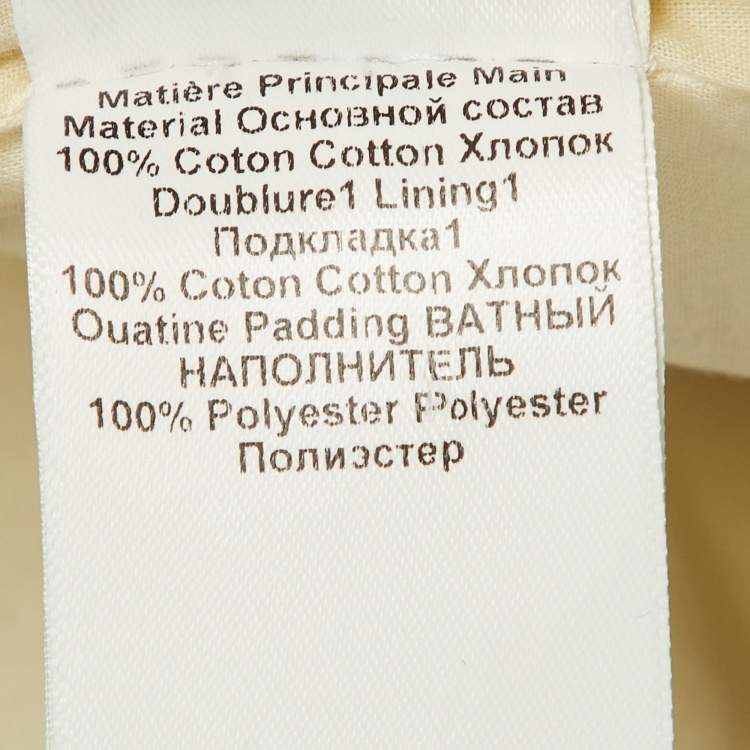 Matière Principale Main
Material Основной состав
100% Coton Cotton Хлопок
Doublure1 Lining1
Подкладка1
100% Coton Cotton Хлопок
Ouatine Padding ВАТНЫЙ
НАПОЛНИТЕЛЬ
100% Polyester Polyester
Полиэстер